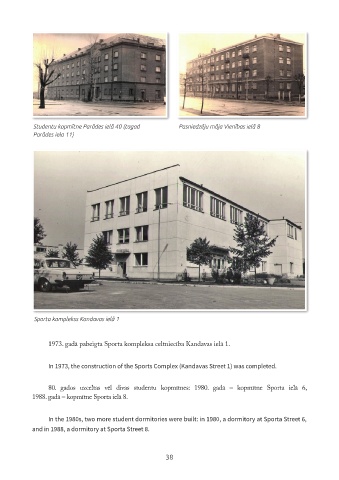 Studentu kopmītne Parādes ielā 40 (tagad
Parādes iela 11)
Pasniedzēju māja Vienības ielā 8
Sporta komplekss Kandavas ielā 1
1973. gadā pabeigta Sporta kompleksa celtniecība Kandavas ielā 1.
In 1973, the construction of the Sports Complex (Kandavas Street 1) was completed.
80. gados uzceltas vēl divas studentu kopmītnes: 1980. gadā – kopmītne Sporta ielā 6,
1988. gadā – kopmītne Sporta ielā 8.
In the 1980s, two more student dormitories were built: in 1980, a dormitory at Sporta Street 6,
and in 1988, a dormitory at Sporta Street 8.
38